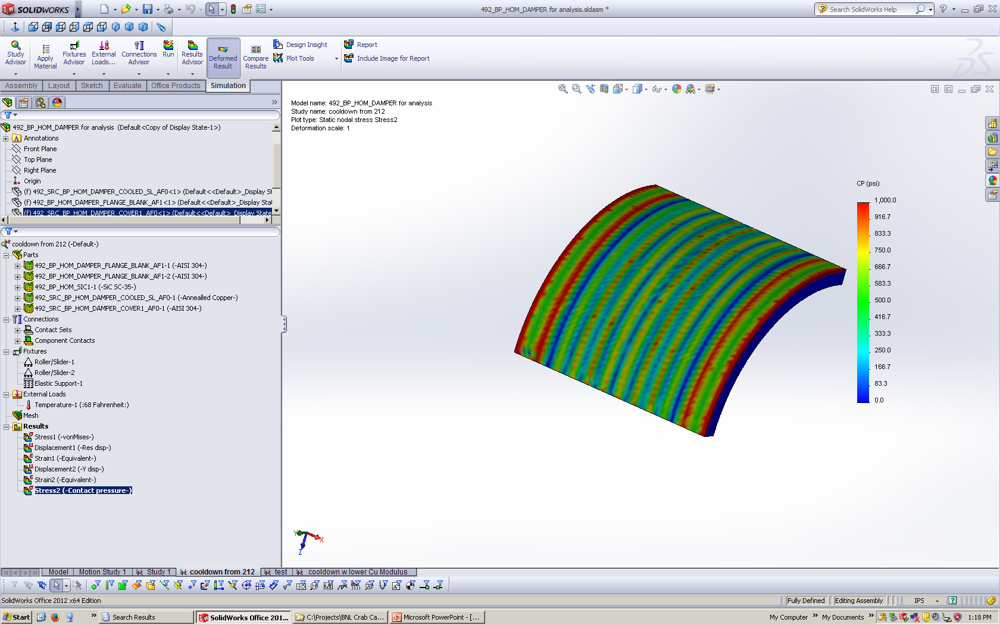 SOLIDWORKS
492_BP_HOM_DAMPER for analysis.sldasm *
Search SolidWorks Help
Study Advisor
Apply Material
Fixtures Advisor
External Loads...
Connections Advisor
Run
Results Advisor
Deformed Result
Compare Results
Design Insight
Plot Tools
Report
Include Image for Report
Assembly
Layout
Sketch
Evaluate
Office Products
Simulation
492_BP_HOM_DAMPER for analysis (Default<Copy of Display State-1>)
Annotations
Front Plane
Top Plane
Right Plane
Origin
(f) 492_SRC_BP_HOM_DAMPER_COOLED_SL_AF0<1> (Default<<Default>_Display St
(f) 492_BP_HOM_DAMPER_FLANGE_BLANK_AF1<1> (Default<<Default>_Display Sta
(f) 492_SRC_BP_HOM_DAMPER_COVER1_AF0<1> (Default<<Default>_Display State
cooldown from 212 (-Default-)
Parts
492_BP_HOM_DAMPER_FLANGE_BLANK_AF1-1 (-AISI 304-)
492_BP_HOM_DAMPER_FLANGE_BLANK_AF1-2 (-AISI 304-)
492_BP_HOM_SIC1-1 (-SiC SC-35-)
492_SRC_BP_HOM_DAMPER_COOLED_SL_AF0-1 (-Annealled Copper-)
492_SRC_BP_HOM_DAMPER_COVER1_AF0-1 (-AISI 304-)
Connections
Contact Sets
Component Contacts
Fixtures
Roller/Slider-1
Roller/Slider-2
Elastic Support-1
External Loads
Temperature-1 (:68 Fahrenheit:)
Mesh
Results
Stress1 (-vonMises-)
Displacement1 (-Res disp-)
Strain1 (-Equivalent-)
Displacement2 (-Y disp-)
Strain2 (-Equivalent-)
Stress2 (-Contact pressure-)
Model name: 492_BP_HOM_DAMPER for analysis
Study name: cooldown from 212
Plot type: Static nodal stress Stress2
Deformation scale: 1
CP (psi)
1,000.0
916.7
833.3
750.0
666.7
583.3
500.0
416.7
333.3
250.0
166.7
83.3
0.0
Y
X
Z
Model
Motion Study 1
Study 1
cooldown from 212
test
cooldown w lower Cu Modulus
SolidWorks Office 2012 x64 Edition
Fully Defined
Editing Assembly
IPS
Start
Search Results
SolidWorks Office 201...
C:\Projects\BNL Crab Ca...
Microsoft PowerPoint - [...
My Computer
My Documents
1:18 PM